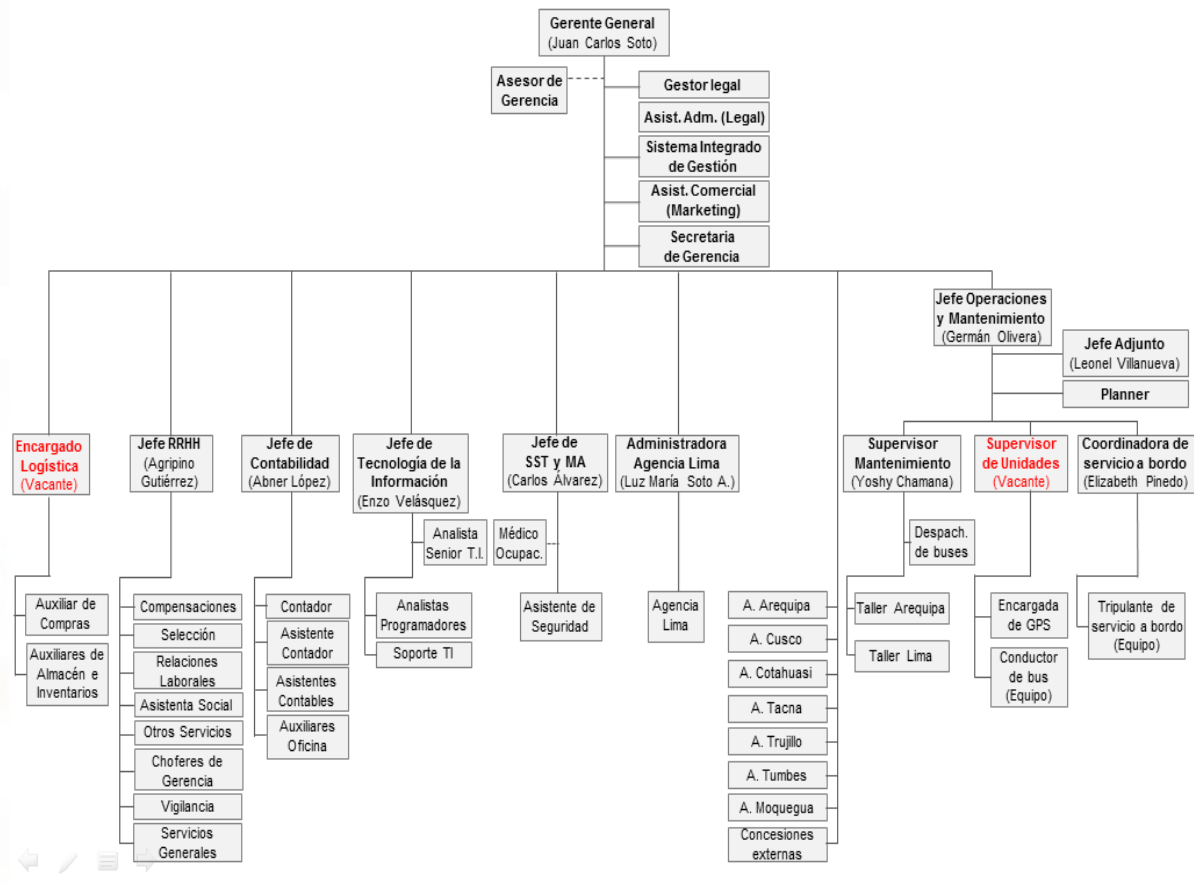 Gerente General
(Juan Carlos Soto)
Asesor de
Gerencia
Gestor legal
Asist. Adm. (Legal)
Sistema Integrado
de Gestión
Asist. Comercial
(Marketing)
Secretaria
de Gerencia
Jefe Operaciones
y Mantenimiento
(Germán Olivera)
Jefe Adjunto
(Leonel Villanueva)
Planner
Encargado
Logística
(Vacante)
Jefe RRHH
(Agripino
Gutiérrez)
Jefe de
Contabilidad
(Abner López)
Jefe de
Tecnología de la
Información
(Enzo Velásquez)
Jefe de
SST y MA
(Carlos Álvarez)
Administradora
Agencia Lima
(Luz María Soto A.)
Supervisor
Mantenimiento
(Yoshy Chamana)
Supervisor
de Unidades
(Vacante)
Coordinadora de
servicio a bordo
(Elizabeth Pinedo)
Auxiliar de
Compras
Auxiliares de
Almacén e
Inventarios
Compensaciones
Selección
Relaciones
Laborales
Asistenta Social
Otros Servicios
Choferes de
Gerencia
Vigilancia
Servicios
Generales
Contador
Asistente
Contador
Asistentes
Contables
Auxiliares
Oficina
Analista
Senior T.I.
Analistas
Programadores
Soporte TI
Médico
Ocupac.
Asistente de
Seguridad
Agencia
Lima
A. Arequipa
A. Cusco
A. Cotahuasi
A. Tacna
A. Trujillo
A. Tumbes
A. Moquegua
Concesiones
externas
Despach.
de buses
Taller Arequipa
Taller Lima
Encargada
de GPS
Conductor
de bus
(Equipo)
Tripulante de
servicio a bordo
(Equipo)